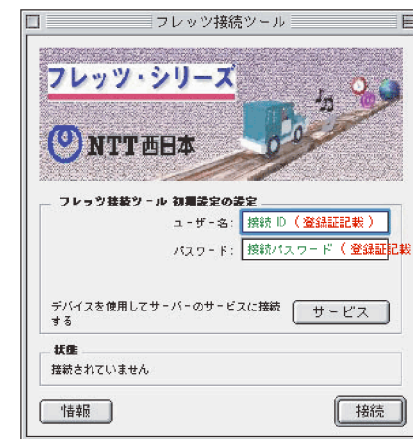 フレッツ接続ツール
フレッツ・シリーズ
NTT西日本
フレッツ接続ツール 初期設定の設定
ユーザー名: 接続 ID（登録証記載）
パスワード: 接続パスワード（登録証記載
デバイスを使用してサーバーのサービスに接続
する
サービス
状態
接続されていません
情報
接続